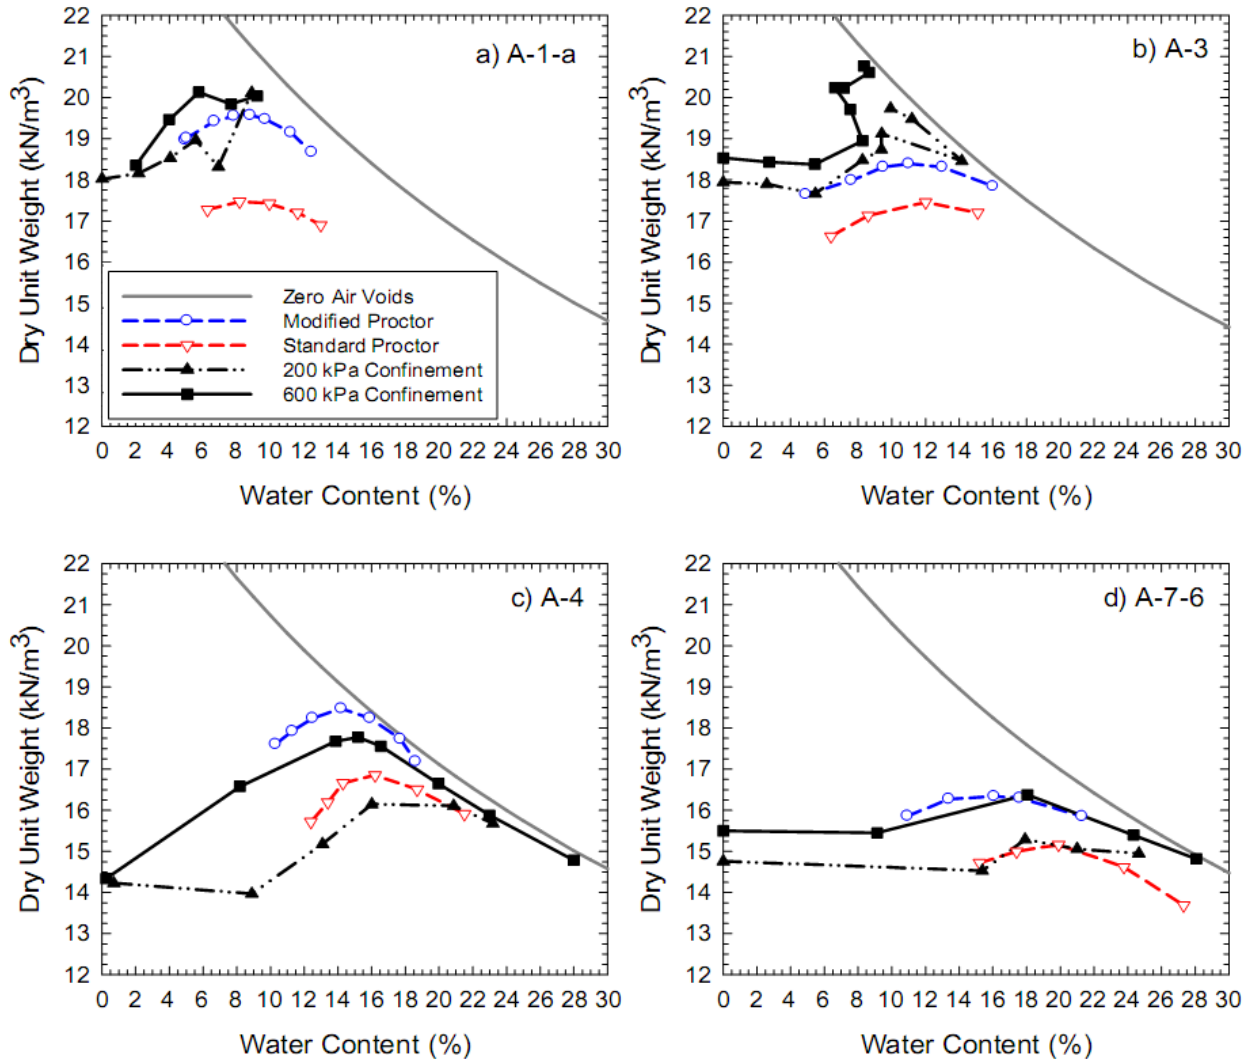 a) A-1-a
22
21
20
19
18
17
16
15
14
13
12
Dry Unit Weight (kN/m3)
Zero Air Voids
Modified Proctor
Standard Proctor
200 kPa Confinement
600 kPa Confinement
0 2 4 6 8 10 12 14 16 18 20 22 24 26 28 30
Water Content (%)
b) A-3
22
21
20
19
18
17
16
15
14
13
12
Dry Unit Weight (kN/m3)
0 2 4 6 8 10 12 14 16 18 20 22 24 26 28 30
Water Content (%)
c) A-4
22
21
20
19
18
17
16
15
14
13
12
Dry Unit Weight (kN/m3)
0 2 4 6 8 10 12 14 16 18 20 22 24 26 28 30
Water Content (%)
d) A-7-6
22
21
20
19
18
17
16
15
14
13
12
Dry Unit Weight (kN/m3)
0 2 4 6 8 10 12 14 16 18 20 22 24 26 28 30
Water Content (%)